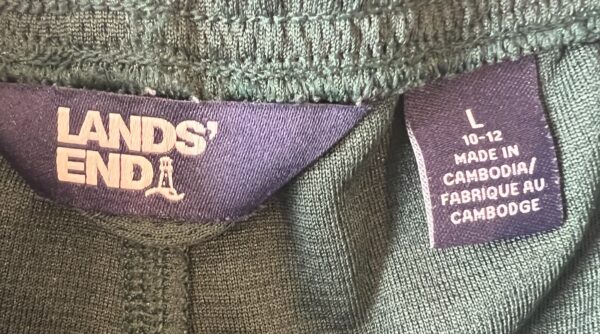 LANDS'
END
L
10-12
MADE IN
CAMBODIA/
FABRIQUE AU
CAMBODGE